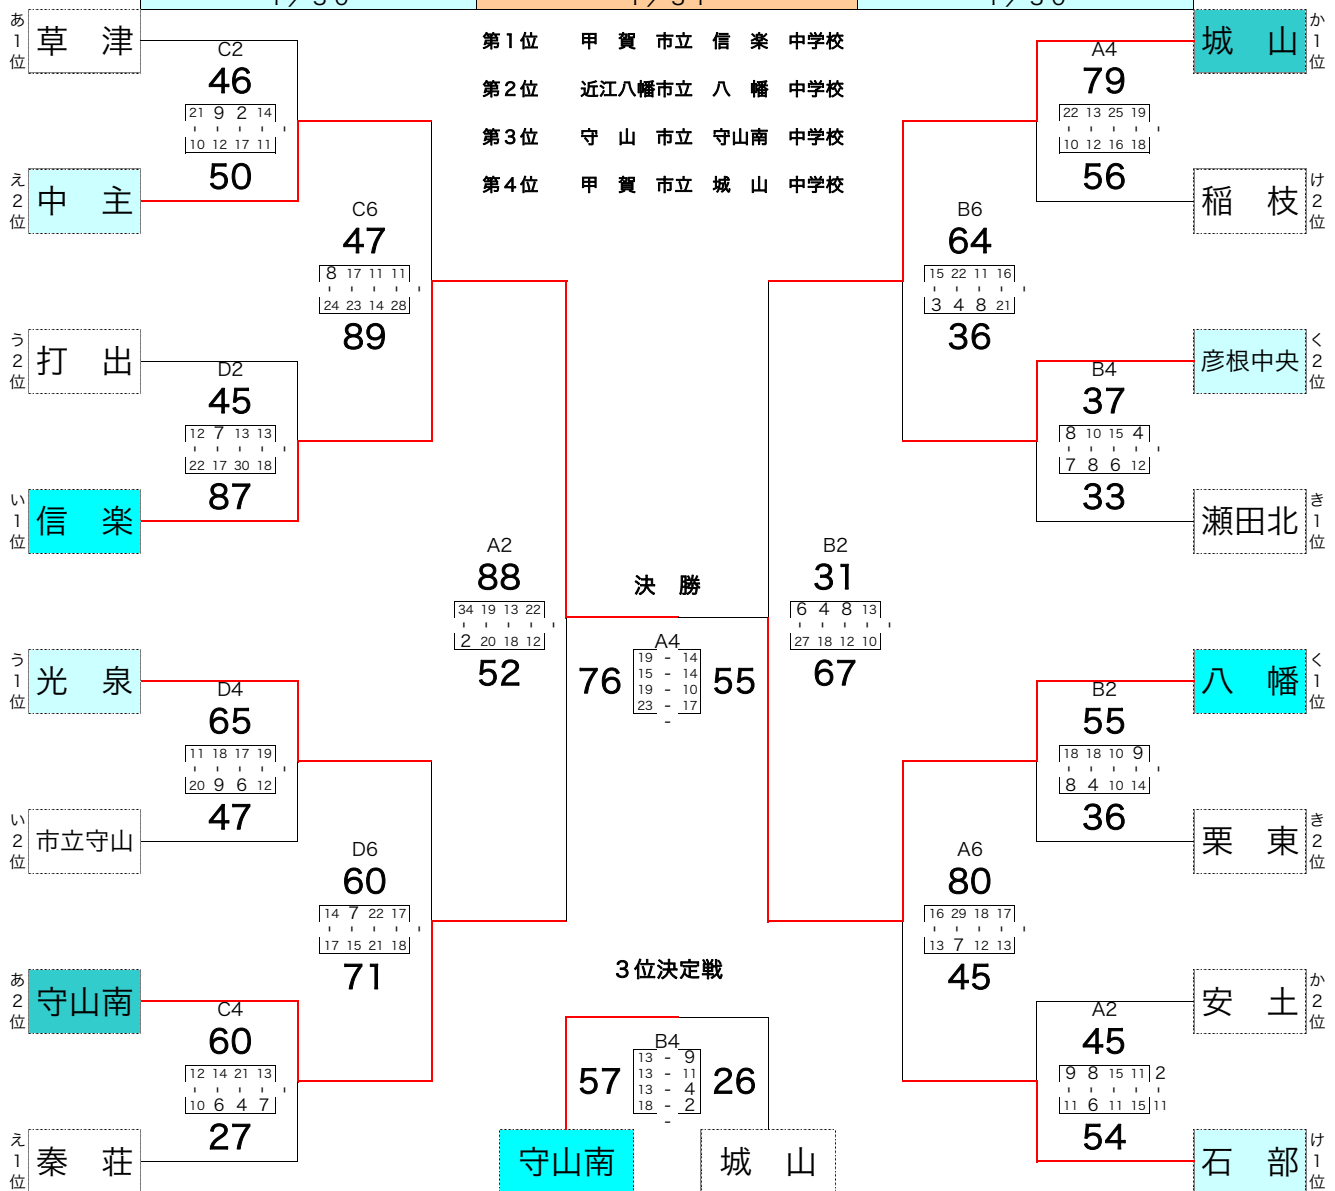 第１位 甲 賀 市立 信 楽 中学校
第２位 近江八幡市立 八 幡 中学校
第３位 守 山 市立 守山南 中学校
第４位 甲 賀 市立 城 山 中学校
あ1位 草 津
C2
46
21 9 2 14
- - - - -
10 12 17 11
50
え2位 中 主
C6
47
8 17 11 11
- - - - -
24 23 14 28
89
う2位 打 出
D2
45
12 7 13 13
- - - - -
22 17 30 18
87
い1位 信 楽
A2
88
34 19 13 22
- - - - -
2 20 18 12
52
う1位 光 泉
D4
65
11 18 17 19
- - - - -
20 9 6 12
47
い2位 市立守山
D6
60
14 7 22 17
- - - - -
17 15 21 18
71
あ2位 守山南
C4
60
12 14 21 13
- - - - -
10 6 4 7
27
え1位 秦 荘
決 勝
A4
76 55
19 - 14
15 - 14
19 - 10
23 - 17
-
３位決定戦
B4
57 26
13 - 9
13 - 11
13 - 4
18 - 2
-
守山南 城 山
城 山 か1位
A4
79
22 13 25 19
- - - - -
10 12 16 18
56
稲 枝 け2位
B6
64
15 22 11 16
- - - - -
3 4 8 21
36
彦根中央 く2位
B4
37
8 10 15 4
- - - - -
7 8 6 12
33
瀬田北 き1位
B2
31
6 4 8 13
- - - - -
27 18 12 10
67
八 幡 く1位
B2
55
18 18 10 9
- - - - -
8 4 10 14
36
栗 東 き2位
A6
80
16 29 18 17
- - - - -
13 7 12 13
45
安 土 か2位
A2
45
9 8 15 11 2
- - - - -
11 6 11 15 11
54
石 部 け1位